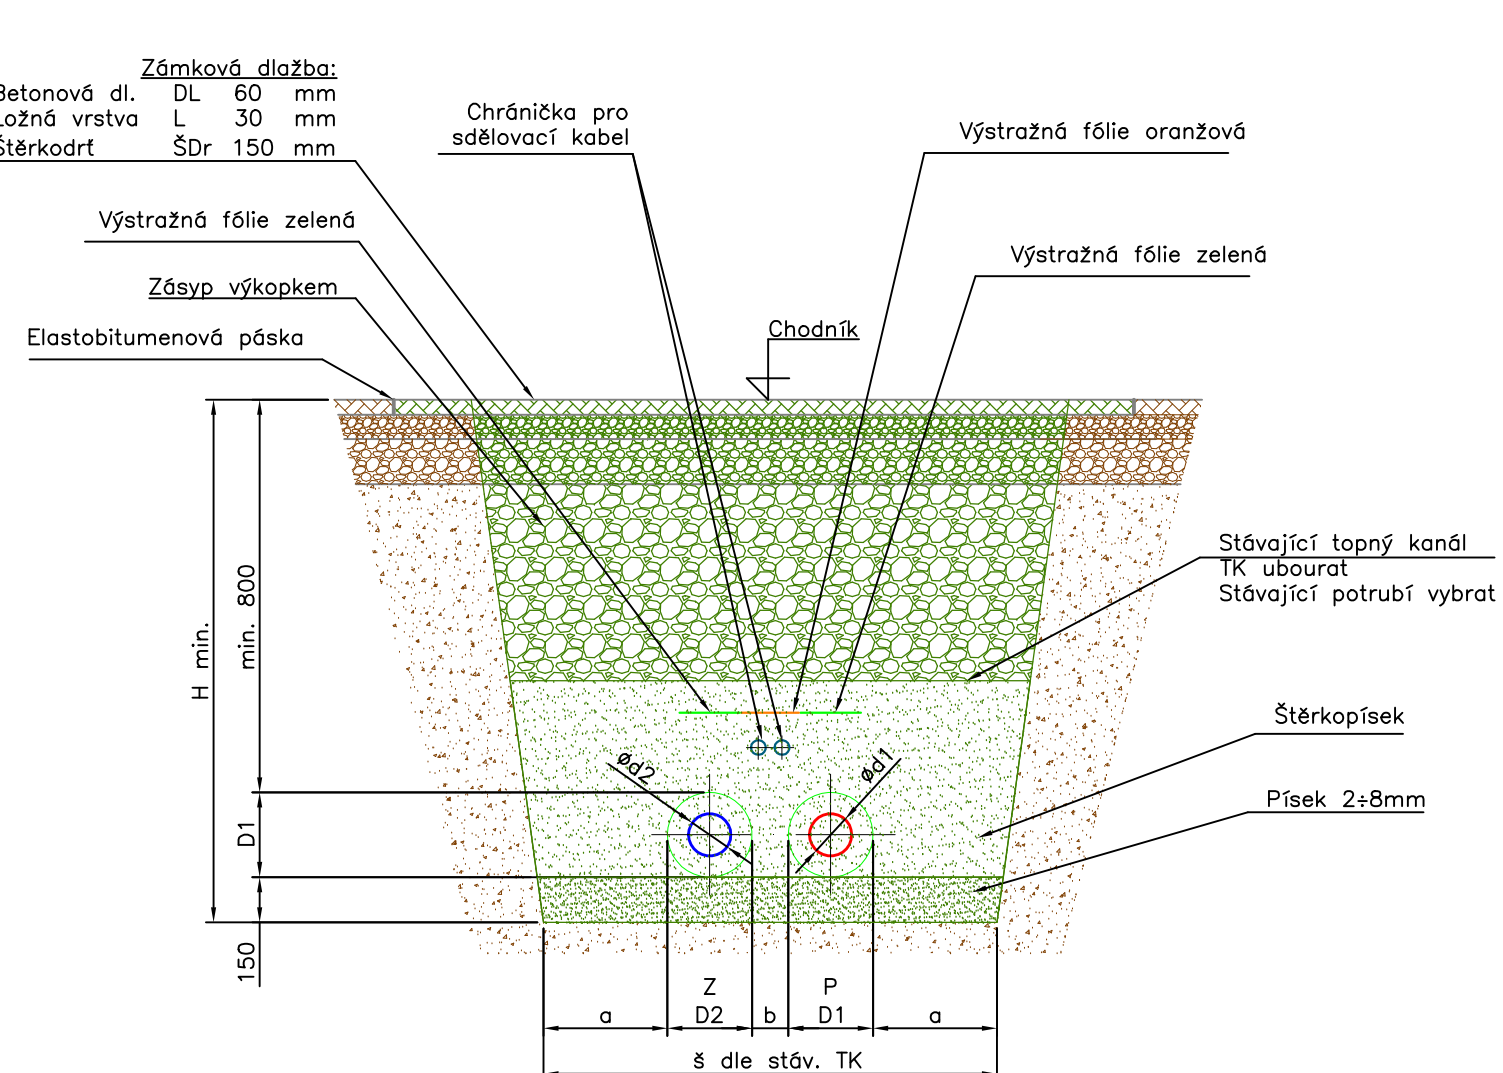 Zámková dlažba:
Betonová dl. DL 60 mm
Ložná vrstva L 30 mm
Štěrkodrť ŠDr 150 mm
Chránička pro
sdělovací kabel
Výstražná fólie oranžová
Výstražná fólie zelená
Výstražná fólie zelená
Zásyp výkopkem
Elastobitumenová páska
Chodník
Stávající topný kanál
TK ubourat
Stávající potrubí vybrat
Štěrkopísek
Písek 2÷8mm
H min.
min. 800
D1
150
ød2
ød1
Z
P
a
D2
b
D1
a
š dle stáv. TK